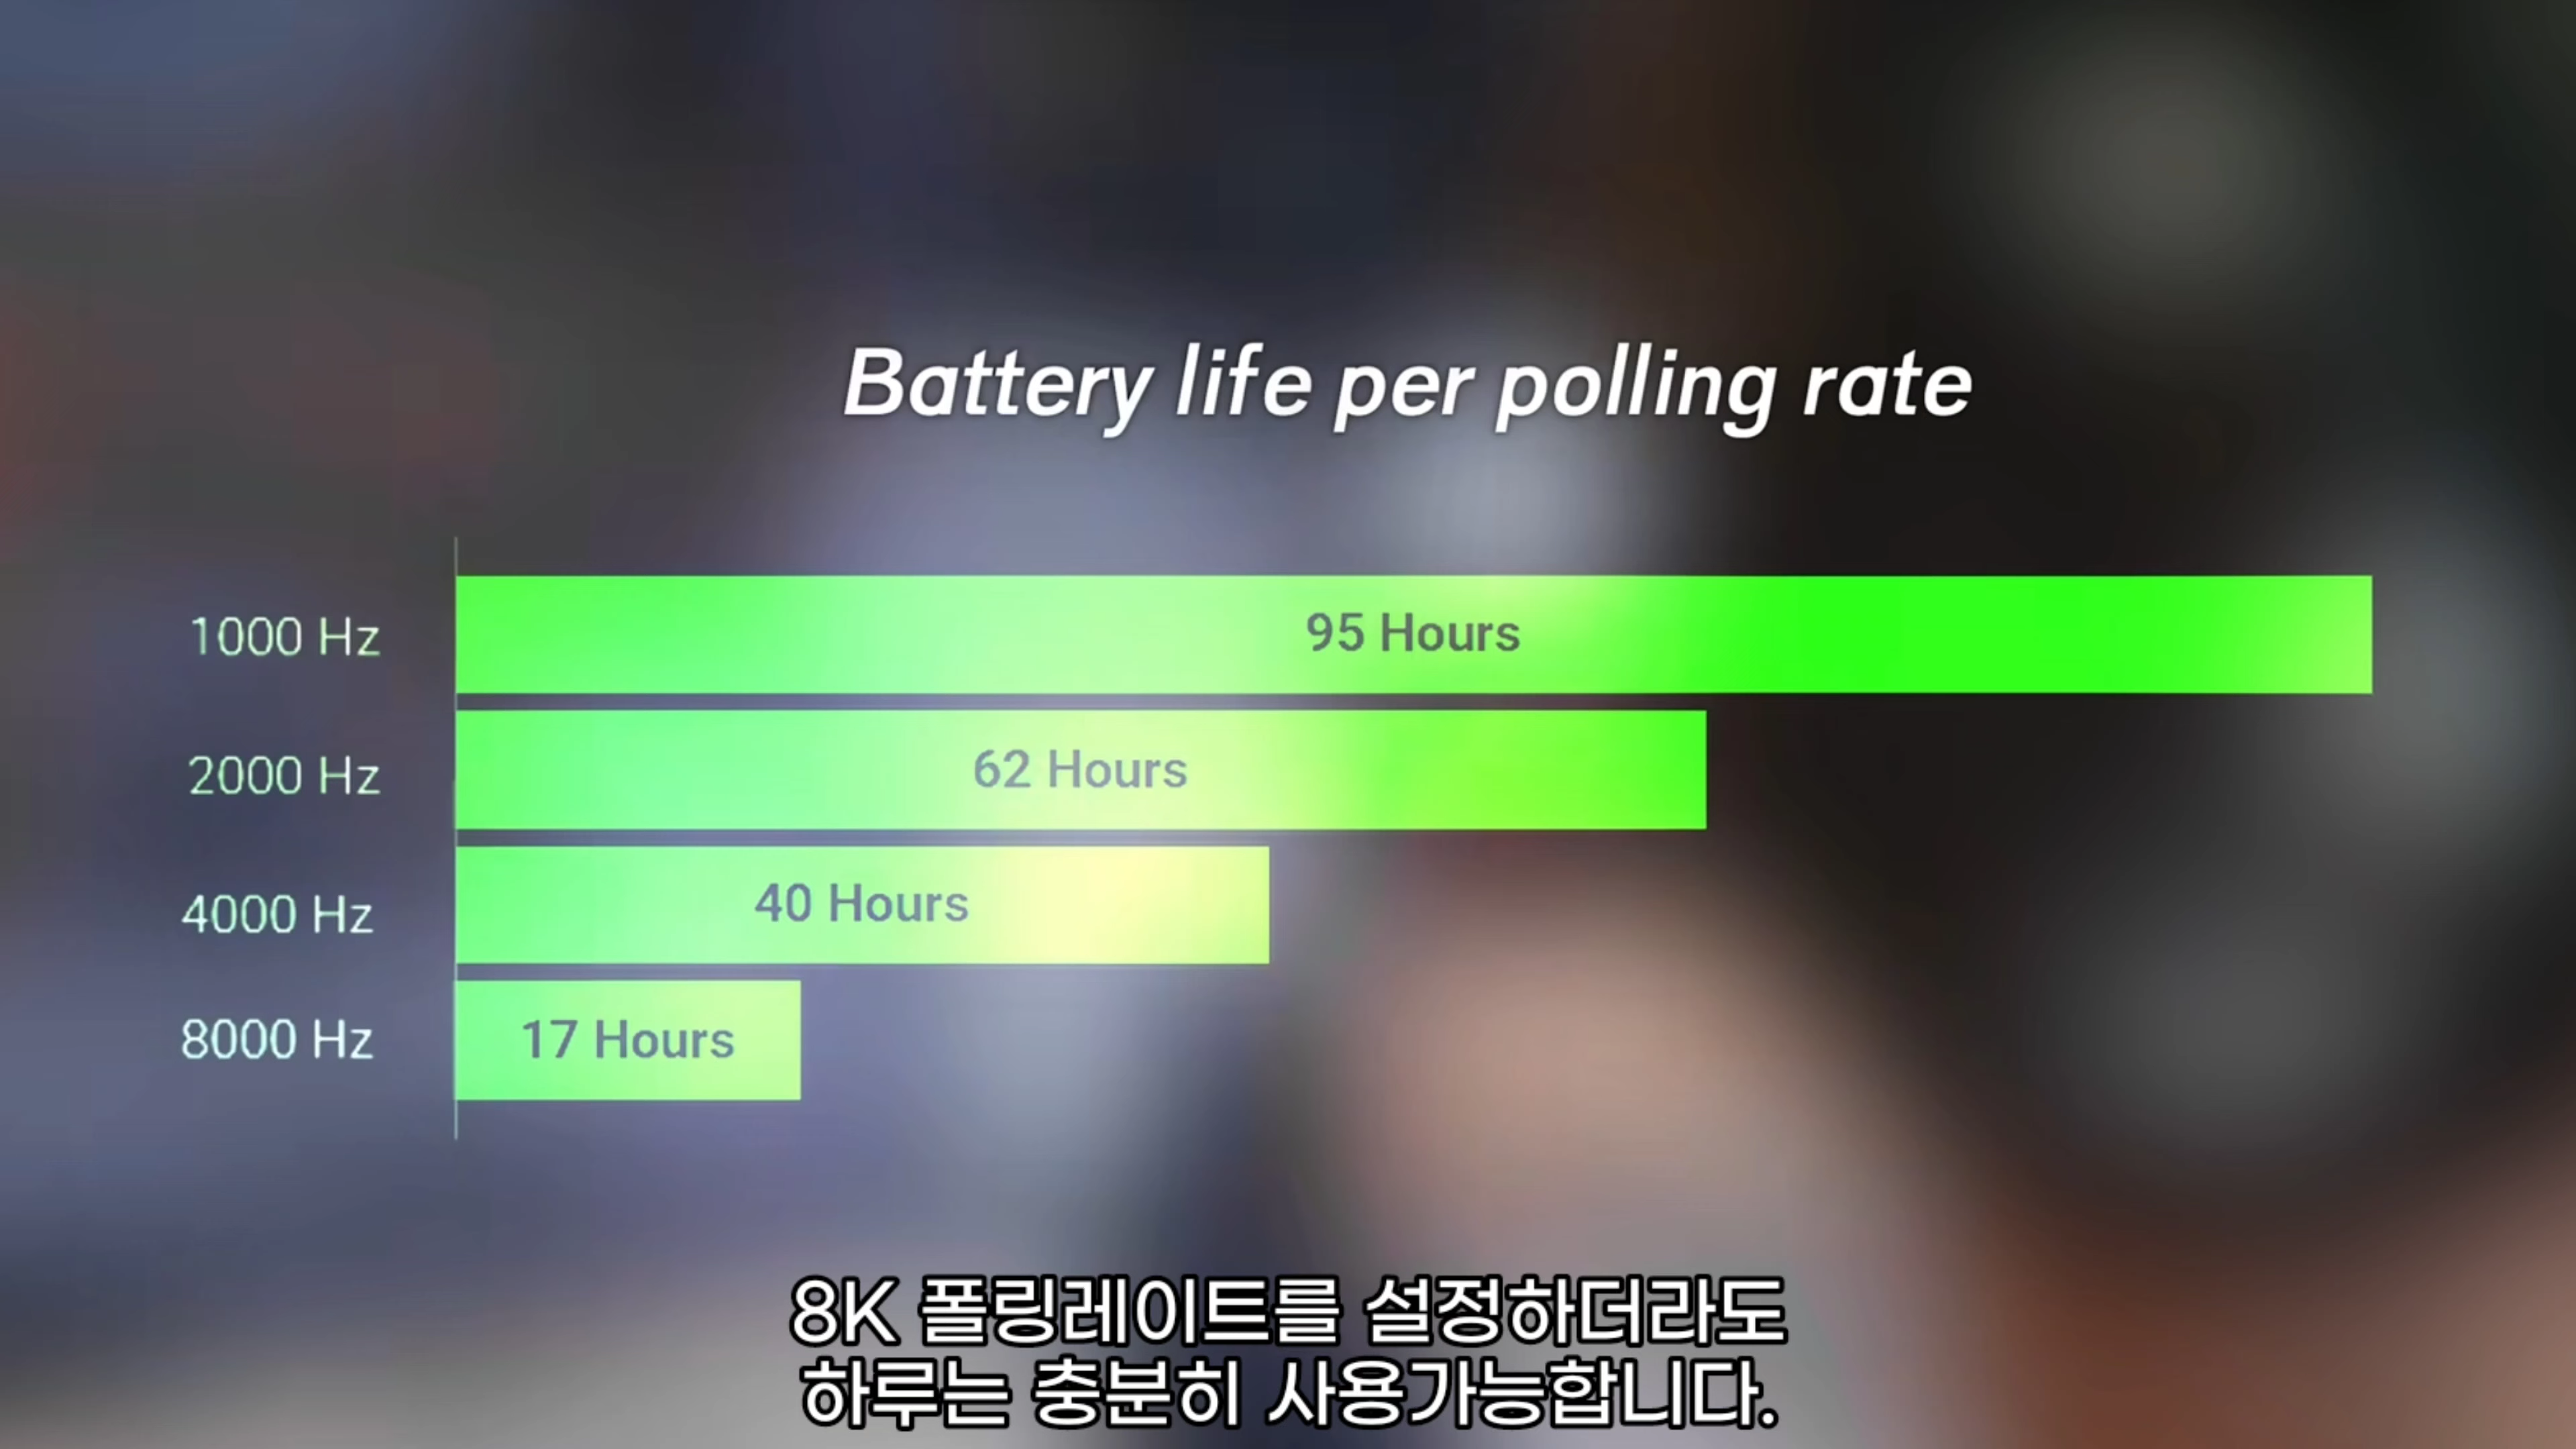 Battery life per polling rate
1000 Hz 95 Hours
2000 Hz 62 Hours
4000 Hz 40 Hours
8000 Hz 17 Hours
8K 폴링레이트를 설정하더라도
하루는 충분히 사용가능합니다.